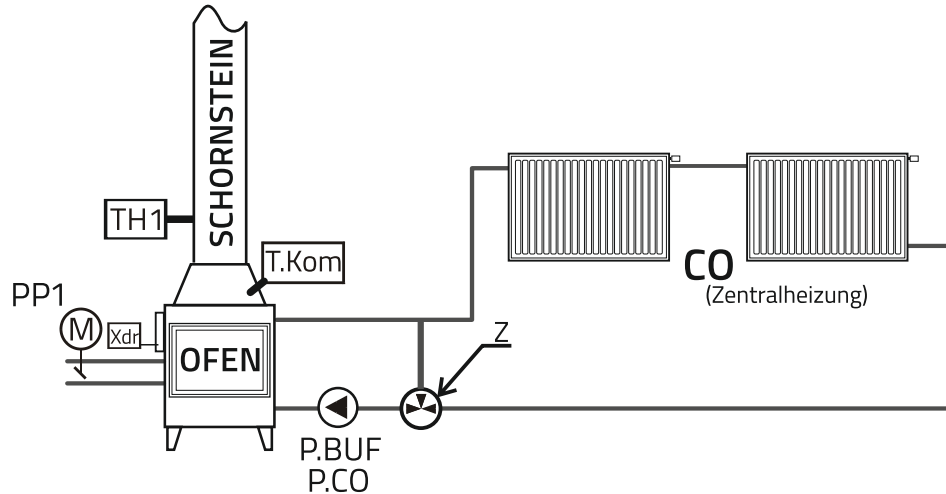 SCHORNSTEIN
TH1
T.Kom
CO
(Zentralheizung)
PP1
M
Xdr
OFEN
Z
P.BUF
P.CO